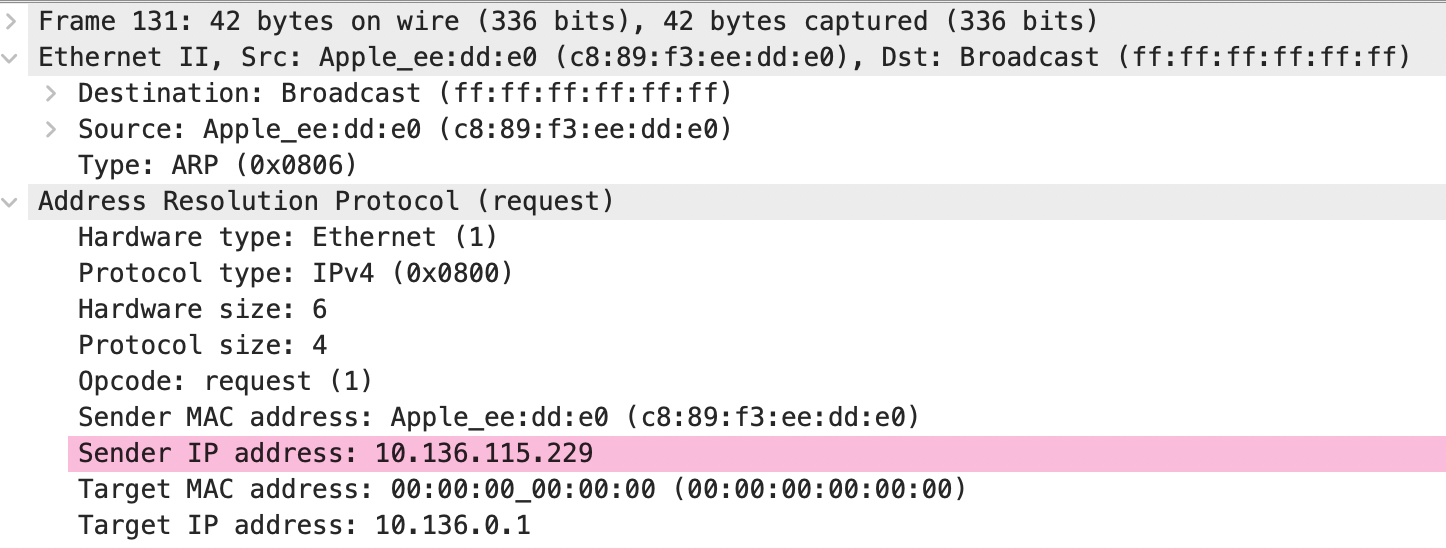 Frame 131: 42 bytes on wire (336 bits), 42 bytes captured (336 bits)
Ethernet II, Src: Apple_ee:dd:e0 (c8:89:f3:ee:dd:e0), Dst: Broadcast (ff:ff:ff:ff:ff:ff)
Destination: Broadcast (ff:ff:ff:ff:ff:ff)
Source: Apple_ee:dd:e0 (c8:89:f3:ee:dd:e0)
Type: ARP (0x0806)
Address Resolution Protocol (request)
Hardware type: Ethernet (1)
Protocol type: IPv4 (0x0800)
Hardware size: 6
Protocol size: 4
Opcode: request (1)
Sender MAC address: Apple_ee:dd:e0 (c8:89:f3:ee:dd:e0)
Sender IP address: 10.136.115.229
Target MAC address: 00:00:00_00:00:00 (00:00:00:00:00:00)
Target IP address: 10.136.0.1